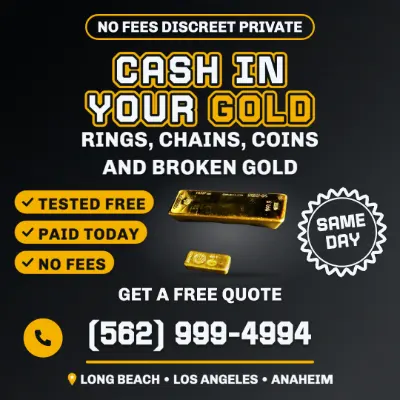 NO FEES DISCREET PRIVATE
CASH IN
YOUR GOLD
RINGS, CHAINS, COINS
AND BROKEN GOLD
TESTED FREE
PAID TODAY
NO FEES
SAME
DAY
GET A FREE QUOTE
(562) 999-4994
LONG BEACH • LOS ANGELES • ANAHEIM